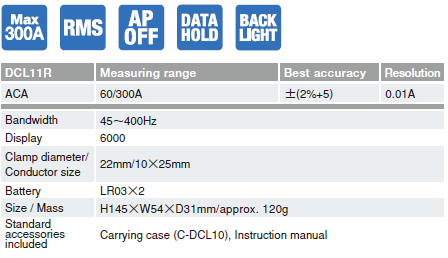 Max
300A
RMS
AP
OFF
DATA
HOLD
BACK
LIGHT
DCL11R Measuring range Best accuracy Resolution
ACA 60/300A ±(2%+5) 0.01A
Bandwidth 45～400Hz
Display 6000
Clamp diameter/
Conductor size 22mm/10×25mm
Battery LR03×2
Size / Mass H145×W54×D31mm/approx. 120g
Standard
accessories
included Carrying case (C-DCL10), Instruction manual